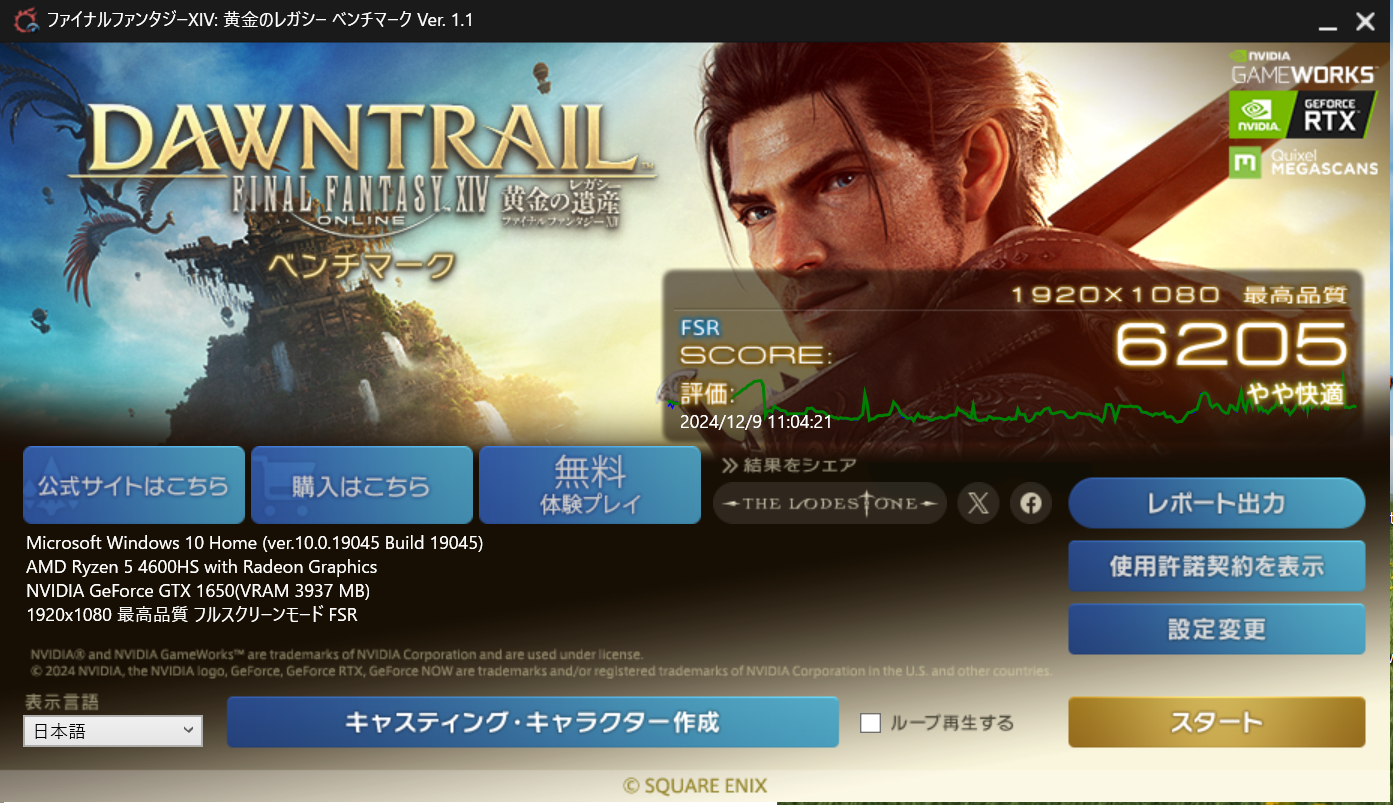 ファイナルファンタジーXIV: 黄金のレガシー ベンチマーク Ver. 1.1
NVIDIA
GAMEWORKS
NVIDIA.
GEFORCE
RTX
Quixel
MEGASCANS
DAWNTRAIL™
FINAL FANTASY XIV
ONLINE
レガシー
黄金の遺産
ファイナルファンタジーXIV
ベンチマーク
1920×1080 最高品質
FSR
SCORE: 6205
評価: やや快適
2024/12/9 11:04:21
公式サイトはこちら
購入はこちら
無料
体験プレイ
結果をシェア
THE LODESTONE
レポート出力
Microsoft Windows 10 Home (ver.10.0.19045 Build 19045)
AMD Ryzen 5 4600HS with Radeon Graphics
NVIDIA GeForce GTX 1650(VRAM 3937 MB)
1920x1080 最高品質 フルスクリーンモード FSR
使用許諾契約を表示
設定変更
NVIDIA® and NVIDIA GameWorks™ are trademarks of NVIDIA Corporation and are used under license.
© 2024 NVIDIA, the NVIDIA logo, GeForce, GeForce RTX, GeForce NOW are trademarks and/or registered trademarks of NVIDIA Corporation in the U.S. and other countries.
表示言語
日本語
キャスティング・キャラクター作成
ループ再生する
スタート
© SQUARE ENIX